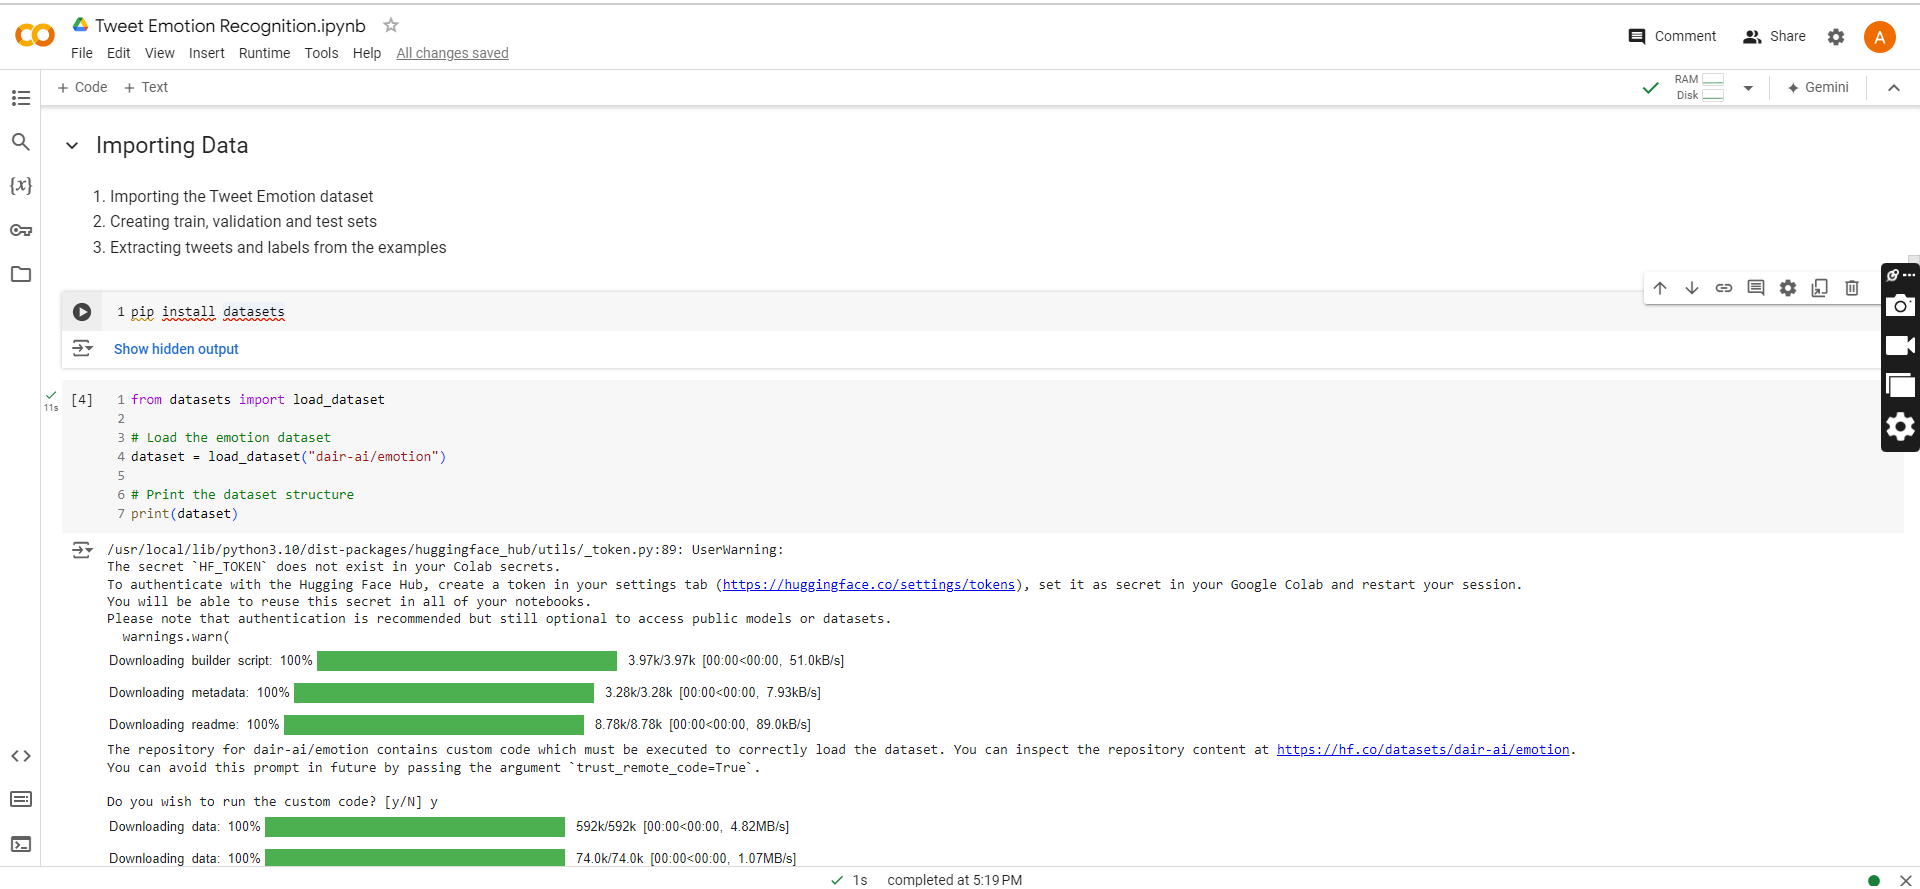 Tweet Emotion Recognition.ipynb
File Edit View Insert Runtime Tools Help All changes saved
Comment Share A
+ Code + Text
RAM
Disk
Gemini
Importing Data
1. Importing the Tweet Emotion dataset
2. Creating train, validation and test sets
3. Extracting tweets and labels from the examples
{x}
1 pip install datasets
Show hidden output
11s
[4] 1 from datasets import load_dataset
2
3 # Load the emotion dataset
4 dataset = load_dataset("dair-ai/emotion")
5
6 # Print the dataset structure
7 print(dataset)
/usr/local/lib/python3.10/dist-packages/huggingface_hub/utils/_token.py:89: UserWarning:
The secret `HF_TOKEN` does not exist in your Colab secrets.
To authenticate with the Hugging Face Hub, create a token in your settings tab (https://huggingface.co/settings/tokens), set it as secret in your Google Colab and restart your session.
You will be able to reuse this secret in all of your notebooks.
Please note that authentication is recommended but still optional to access public models or datasets.
warnings.warn(
Downloading builder script: 100% 3.97k/3.97k [00:00<00:00, 51.0kB/s]
Downloading metadata: 100% 3.28k/3.28k [00:00<00:00, 7.93kB/s]
Downloading readme: 100% 8.78k/8.78k [00:00<00:00, 89.0kB/s]
The repository for dair-ai/emotion contains custom code which must be executed to correctly load the dataset. You can inspect the repository content at https://hf.co/datasets/dair-ai/emotion.
You can avoid this prompt in future by passing the argument `trust_remote_code=True`.
Do you wish to run the custom code? [y/N] y
Downloading data: 100% 592k/592k [00:00<00:00, 4.82MB/s]
Downloading data: 100% 74.0k/74.0k [00:00<00:00, 1.07MB/s]
1s completed at 5:19 PM